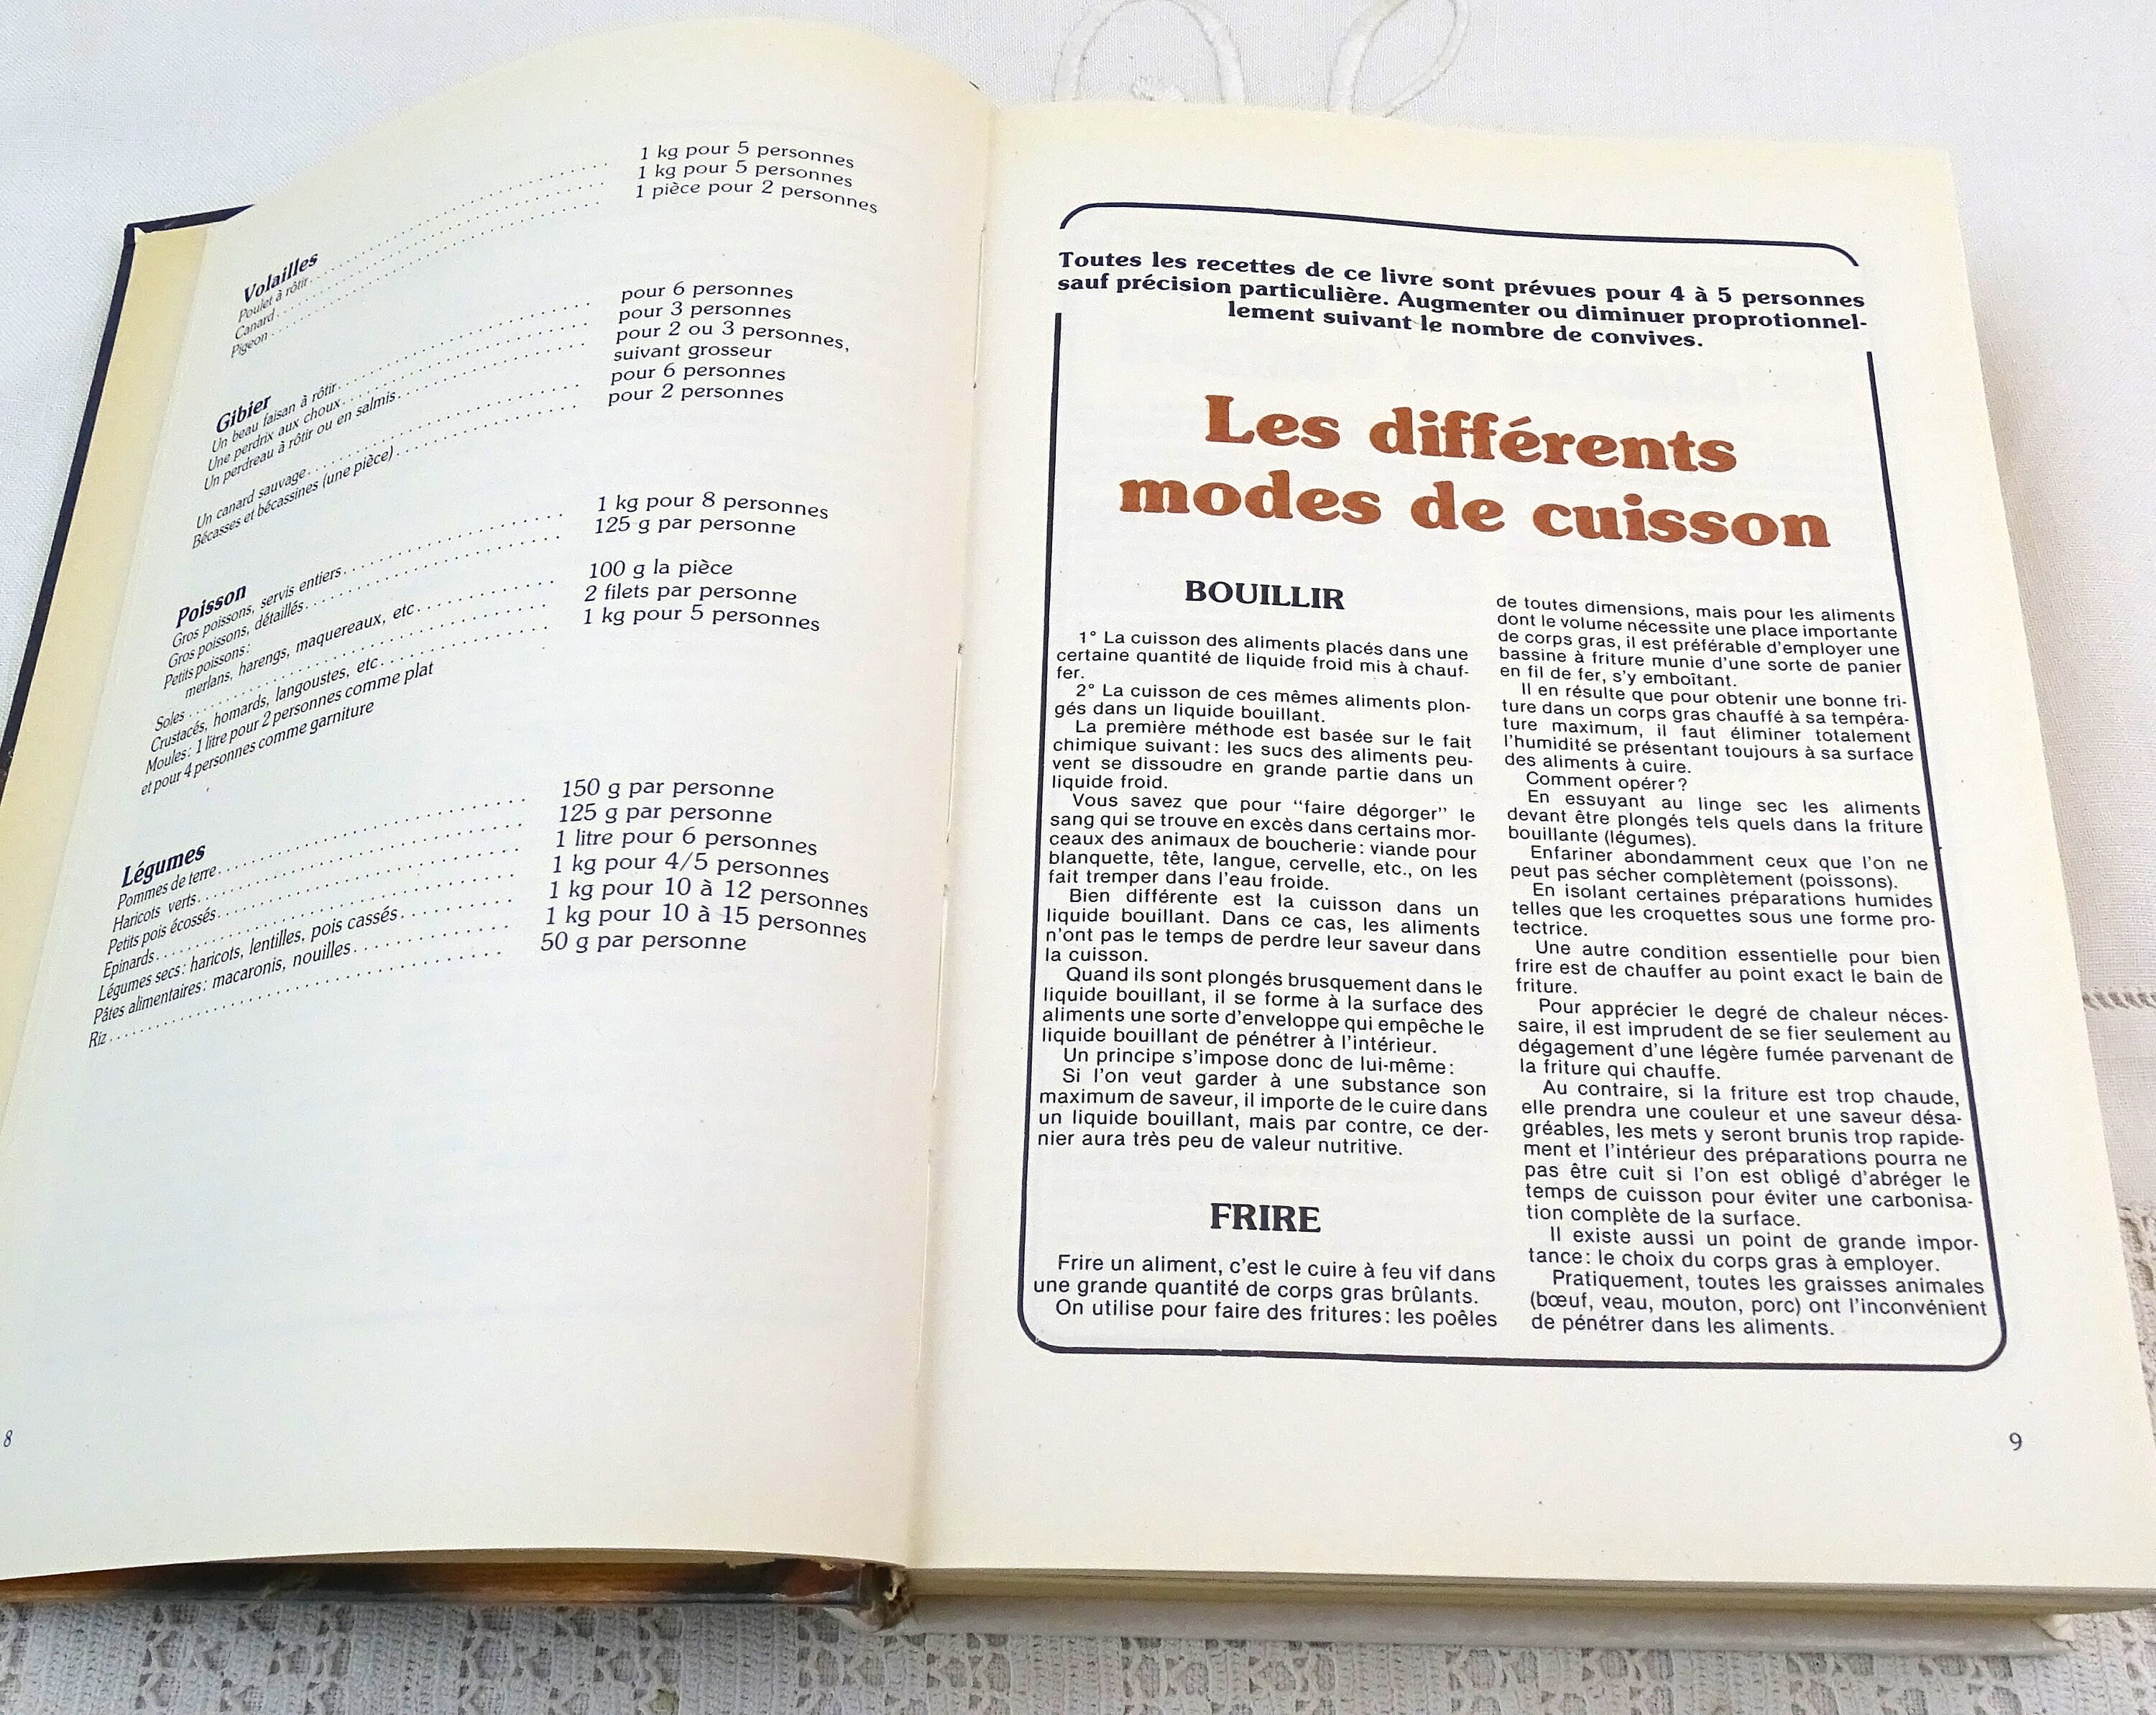 Volailles
Poulet à rôtir . . . . . . . . . . 1 kg pour 5 personnes
Canard . . . . . . . . . . 1 kg pour 5 personnes
Pigeon . . . . . . . . . . 1 pièce pour 2 personnes
Gibier
Un beau faisan à rôtir . . . . . . . . . . pour 6 personnes
Une perdrix aux choux . . . . . . . . . . pour 3 personnes
Un perdreau à rôtir ou en salmis . . . . . . . . . . pour 2 ou 3 personnes,
suivant grosseur
Un canard sauvage . . . . . . . . . . pour 6 personnes
Bécasses et bécassines (une pièce) . . . . . . . . . . pour 2 personnes
Poisson
Gros poissons, servis entiers . . . . . . . . . . 1 kg pour 8 personnes
Gros poissons, détaillés . . . . . . . . . . 125 g par personne
Petits poissons :
merlans, harengs, maquereaux, etc . . . . . . . . . . 100 g la pièce
Soles . . . . . . . . . . 2 filets par personne
Crustacés, homards, langoustes, etc. . . . . . . . . . . 1 kg pour 5 personnes
Moules : 1 litre pour 2 personnes comme plat
et pour 4 personnes comme garniture
Légumes
Pommes de terre . . . . . . . . . . 150 g par personne
Haricots verts . . . . . . . . . . 125 g par personne
Petits pois écossés . . . . . . . . . . 1 litre pour 6 personnes
Epinards . . . . . . . . . . 1 kg pour 4/5 personnes
Légumes secs : haricots, lentilles, pois cassés . . . . . . . . . . 1 kg pour 10 à 12 personnes
Pâtes alimentaires : macaronis, nouilles . . . . . . . . . . 1 kg pour 10 à 15 personnes
Riz . . . . . . . . . . 50 g par personne
8
Toutes les recettes de ce livre sont prévues pour 4 à 5 personnes
sauf précision particulière. Augmenter ou diminuer proprotionnel-
lement suivant le nombre de convives.
Les différents
modes de cuisson
BOUILLIR
1° La cuisson des aliments placés dans une
certaine quantité de liquide froid mis à chauf-
fer.
2° La cuisson de ces mêmes aliments plon-
gés dans un liquide bouillant.
La première méthode est basée sur le fait
chimique suivant : les sucs des aliments peu-
vent se dissoudre en grande partie dans un
liquide froid.
Vous savez que pour "faire dégorger" le
sang qui se trouve en excès dans certains mor-
ceaux des animaux de boucherie : viande pour
blanquette, tête, langue, cervelle, etc., on les
fait tremper dans l'eau froide.
Bien différente est la cuisson dans un
liquide bouillant. Dans ce cas, les aliments
n'ont pas le temps de perdre leur saveur dans
la cuisson.
Quand ils sont plongés brusquement dans le
liquide bouillant, il se forme à la surface des
aliments une sorte d'enveloppe qui empêche le
liquide bouillant de pénétrer à l'intérieur.
Un principe s'impose donc de lui-même :
Si l'on veut garder à une substance son
maximum de saveur, il importe de le cuire dans
un liquide bouillant, mais par contre, ce der-
nier aura très peu de valeur nutritive.
FRIRE
Frire un aliment, c'est le cuire à feu vif dans
une grande quantité de corps gras brûlants.
On utilise pour faire des fritures : les poêles
de toutes dimensions, mais pour les aliments
dont le volume nécessite une place importante
de corps gras, il est préférable d'employer une
bassine à friture munie d'une sorte de panier
en fil de fer, s'y emboîtant.
Il en résulte que pour obtenir une bonne fri-
ture dans un corps gras chauffé à sa tempéra-
ture maximum, il faut éliminer totalement
l'humidité se présentant toujours à sa surface
des aliments à cuire.
Comment opérer ?
En essuyant au linge sec les aliments
devant être plongés tels quels dans la friture
bouillante (légumes).
Enfariner abondamment ceux que l'on ne
peut pas sécher complètement (poissons).
En isolant certaines préparations humides
telles que les croquettes sous une forme pro-
tectrice.
Une autre condition essentielle pour bien
frire est de chauffer au point exact le bain de
friture.
Pour apprécier le degré de chaleur néces-
saire, il est imprudent de se fier seulement au
dégagement d'une légère fumée parvenant de
la friture qui chauffe.
Au contraire, si la friture est trop chaude,
elle prendra une couleur et une saveur désa-
gréables, les mets y seront brunis trop rapide-
ment et l'intérieur des préparations pourra ne
pas être cuit si l'on est obligé d'abréger le
temps de cuisson pour éviter une carbonisa-
tion complète de la surface.
Il existe aussi un point de grande impor-
tance : le choix du corps gras à employer.
Pratiquement, toutes les graisses animales
(bœuf, veau, mouton, porc) ont l'inconvénient
de pénétrer dans les aliments.
9